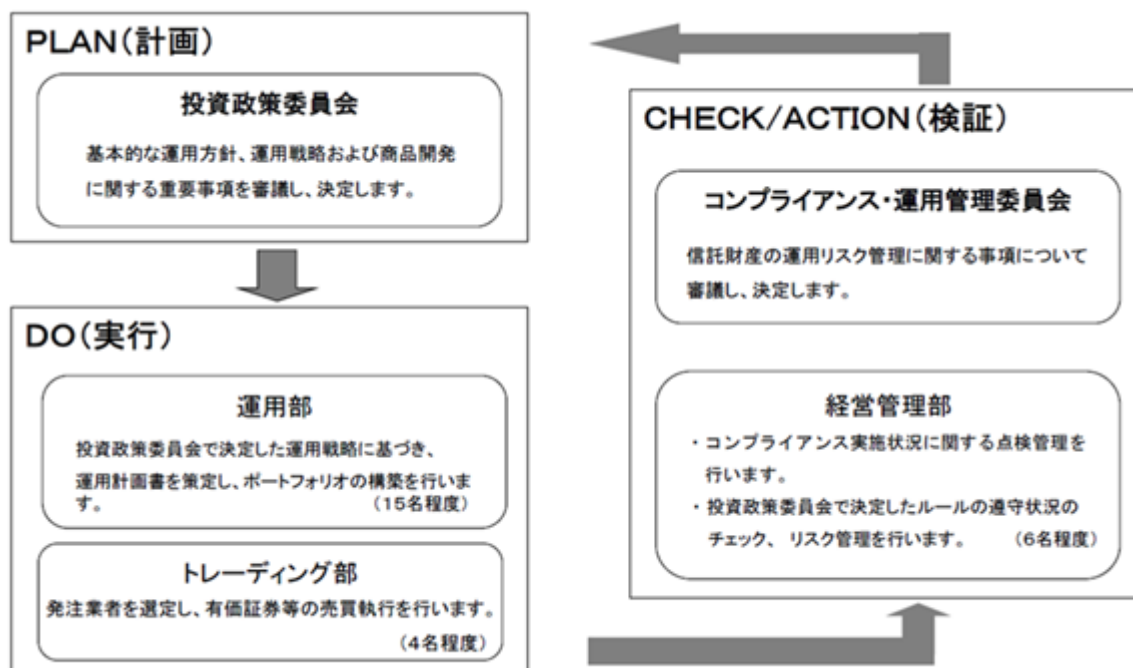 PLAN(計画)
投資政策委員会
基本的な運用方針、運用戦略および商品開発
に関する重要事項を審議し、決定します。
DO(実行)
運用部
投資政策委員会で決定した運用戦略に基づき、
運用計画書を策定し、ポートフォリオの構築を行いま
す。 (15名程度)
トレーディング部
発注業者を選定し、有価証券等の売買執行を行います。
(4名程度)
CHECK/ACTION(検証)
コンプライアンス・運用管理委員会
信託財産の運用リスク管理に関する事項について
審議し、決定します。
経営管理部
・コンプライアンス実施状況に関する点検管理を
行います。
・投資政策委員会で決定したルールの遵守状況の
チェック、 リスク管理を行います。 (6名程度)